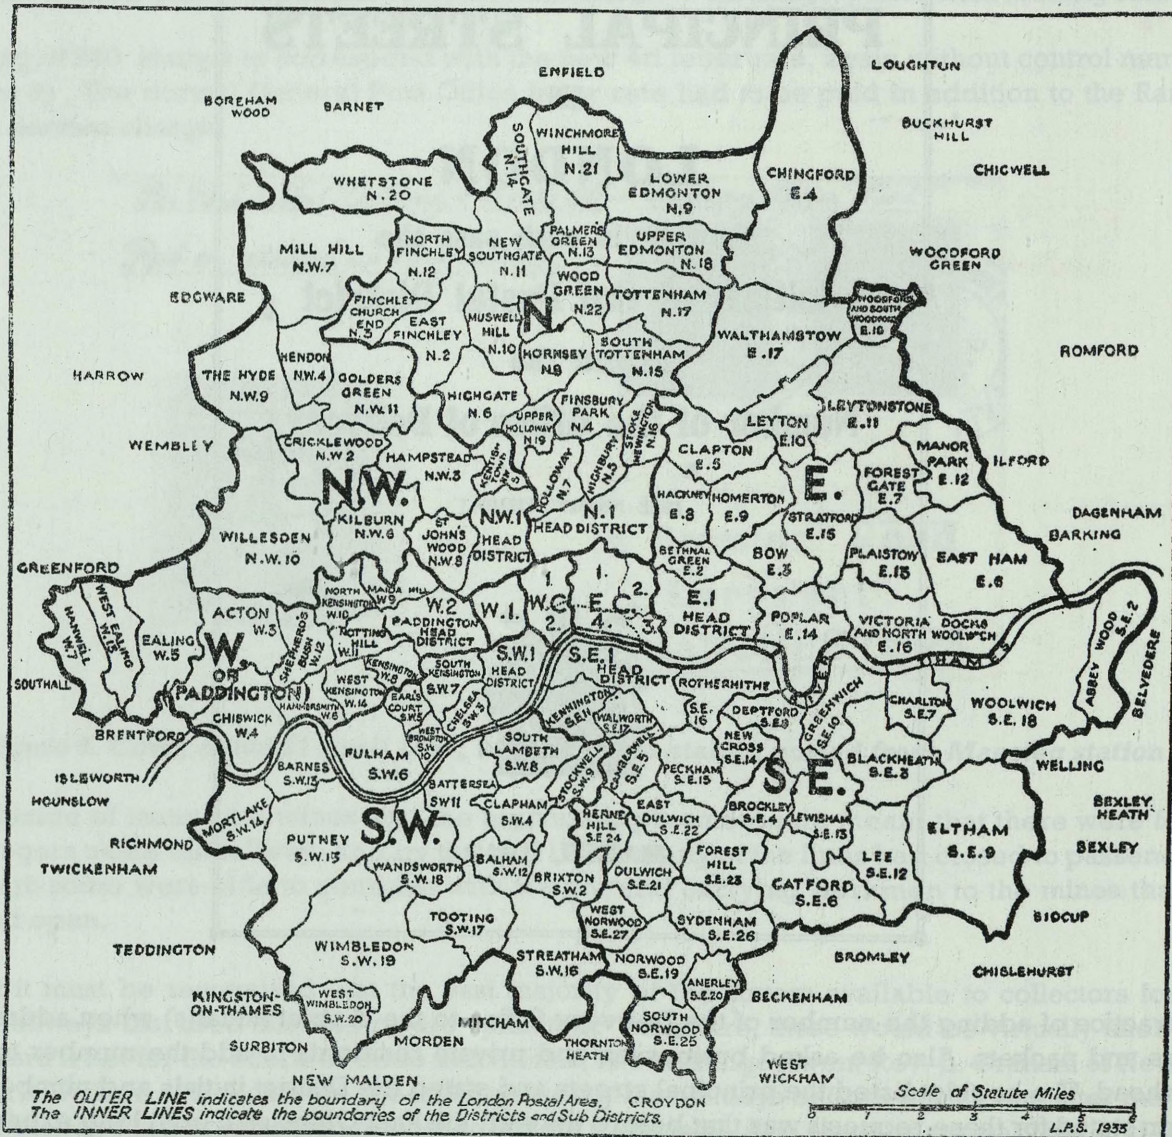 ENFIELD
LOUGHTON
BOREHAM
WOOD
BARNET
BUCKHURST
HILL
CHIGWELL
SOUTHGATE
N.14
WINCHMORE
HILL
N.21
CHINGFORD
E.4
WHETSTONE
N.20
LOWER
EDMONTON
N.9
MILL HILL
N.W.7
NORTH
FINCHLEY
N.12
NEW
SOUTHGATE
N.11
PALMERS
GREEN
N.13
UPPER
EDMONTON
N.18
WOODFORD
GREEN
EDGWARE
FINCHLEY
CHURCH
END
N.3
EAST
FINCHLEY
N.2
MUSWELL
HILL
N.10
N.
WOOD
GREEN
N.22
TOTTENHAM
N.17
WOODFORD
AND SOUTH
WOODFORD
E.18
WALTHAMSTOW
E.17
HORNSEY
N.8
SOUTH
TOTTENHAM
N.15
ROMFORD
HARROW
THE HYDE
N.W.9
HENDON
N.W.4
GOLDERS
GREEN
N.W.11
HIGHGATE
N.6
UPPER
HOLLOWAY
N.19
FINSBURY
PARK
N.4
STOKE
NEWINGTON
N.16
LEYTON
E.10
LEYTONSTONE
E.11
WEMBLEY
CRICKLEWOOD
N.W.2
HAMPSTEAD
N.W.3
KENTISH
TOWN
N.W.5
HOLLOWAY
N.7
HIGHBURY
N.5
CLAPTON
E.5
MANOR
PARK
E.12
ILFORD
N.W.
FOREST
GATE
E.7
E.
HACKNEY
E.8
HOMERTON
E.9
STRATFORD
E.15
KILBURN
N.W.6
ST
JOHN'S
WOOD
N.W.8
N.W.1
HEAD
DISTRICT
N.1
HEAD DISTRICT
DAGENHAM
BARKING
WILLESDEN
N.W.10
BETHNAL
GREEN
E.2
BOW
E.3
PLAISTOW
E.13
EAST HAM
E.6
GREENFORD
HANWELL
W.7
WEST
EALING
W.13
EALING
W.5
ACTON
W.3
NORTH
KENSINGTON
W.10
MAIDA HILL
W.9
W.2
PADDINGTON
HEAD
DISTRICT
W.1.
1.
W.C.
2.
1.
E.C.
2.
4.
3.
E.1
HEAD
DISTRICT
POPLAR
E.14
VICTORIA DOCKS
AND NORTH WOOLWICH
E.16
ABBEY WOOD
S.E.2
BELVEDERE
SOUTHALL
W.
OR
(PADDINGTON)
SHEPHERDS
BUSH
W.12
NOTTING
HILL
W.11
KENSINGTON
W.8
SOUTH
KENSINGTON
S.W.7
S.W.1
HEAD
DISTRICT
S.E.1
HEAD
DISTRICT
RIVER THAMES
HAMMERSMITH
W.6
WEST
KENSINGTON
W.14
EARLS
COURT
S.W.5
CHELSEA
S.W.3
WEST
BROMPTON
S.W.
10
KENNINGTON
S.E.11
WALWORTH
S.E.17
ROTHERHITHE
S.E.
16
DEPTFORD
S.E.8
GREENWICH
S.E.10
CHARLTON
S.E.7
WOOLWICH
S.E.18
BRENTFORD
CHISWICK
W.4
FULHAM
S.W.6
SOUTH
LAMBETH
S.W.8
STOCKWELL
S.W.9
CAMBERWELL
S.E.5
PECKHAM
S.E.15
NEW
CROSS
S.E.14
BLACKHEATH
S.E.3
WELLING
ISLEWORTH
HOUNSLOW
BARNES
S.W.13
BATTERSEA
SW11
CLAPHAM
S.W.4
S.E.
BROCKLEY
S.E.4
LEWISHAM
S.E.13
BEXLEY
HEATH
MORTLAKE
S.W.14
RICHMOND
PUTNEY
S.W.15
S.W.
HERNE
HILL
S.E.24
EAST
DULWICH
S.E.22
ELTHAM
S.E.9
BEXLEY
TWICKENHAM
WANDSWORTH
S.W.18
BALHAM
S.W.12
BRIXTON
S.W.2
DULWICH
S.E.21
FOREST
HILL
S.E.23
CATFORD
S.E.6
LEE
S.E.12
SIDCUP
TEDDINGTON
TOOTING
S.W.17
WIMBLEDON
S.W.19
WEST
NORWOOD
S.E.27
SYDENHAM
S.E.26
STREATHAM
S.W.16
NORWOOD
S.E.19
BROMLEY
CHISLEHURST
KINGSTON-
ON-THAMES
WEST
WIMBLEDON
S.W.20
ANERLEY
S.E.20
BECKENHAM
SURBITON
MORDEN
MITCHAM
THORNTON
HEATH
SOUTH
NORWOOD
S.E.25
NEW MALDEN
WEST
WICKHAM
CROYDON
The OUTER LINE indicates the boundary of the London Postal Area.
The INNER LINES indicate the boundaries of the Districts and Sub Districts.
Scale of Statute Miles
1 2 3 4 5 6
L.P.S. 1933